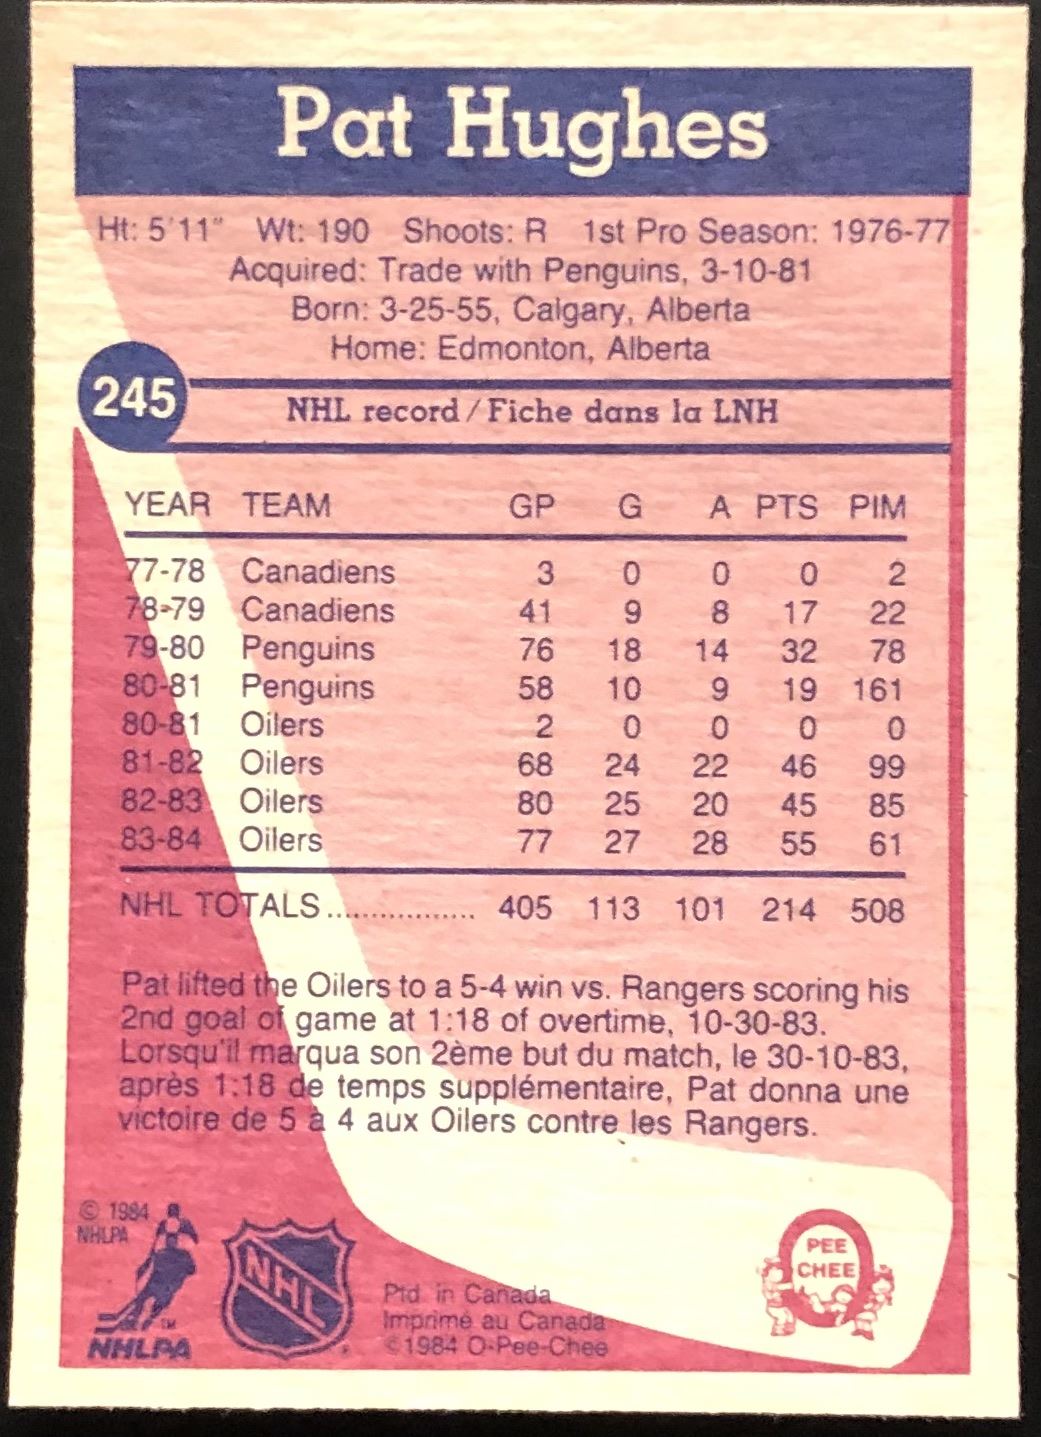 Pat Hughes
Ht: 5'11" Wt: 190 Shoots: R 1st Pro Season: 1976-77
Acquired: Trade with Penguins, 3-10-81
Born: 3-25-55, Calgary, Alberta
Home: Edmonton, Alberta
245
NHL record / Fiche dans la LNH
YEAR TEAM GP G A PTS PIM
77-78 Canadiens 3 0 0 0 2
78-79 Canadiens 41 9 8 17 22
79-80 Penguins 76 18 14 32 78
80-81 Penguins 58 10 9 19 161
80-81 Oilers 2 0 0 0 0
81-82 Oilers 68 24 22 46 99
82-83 Oilers 80 25 20 45 85
83-84 Oilers 77 27 28 55 61
NHL TOTALS................. 405 113 101 214 508
Pat lifted the Oilers to a 5-4 win vs. Rangers scoring his
2nd goal of game at 1:18 of overtime, 10-30-83.
Lorsqu'il marqua son 2ème but du match, le 30-10-83,
après 1:18 de temps supplémentaire, Pat donna une
victoire de 5 à 4 aux Oilers contre les Rangers.
© 1984
NHLPA
TM
NHLPA
NHL
Ptd. in Canada
Imprimé au Canada
©1984 O-Pee-Chee
PEE
CHEE